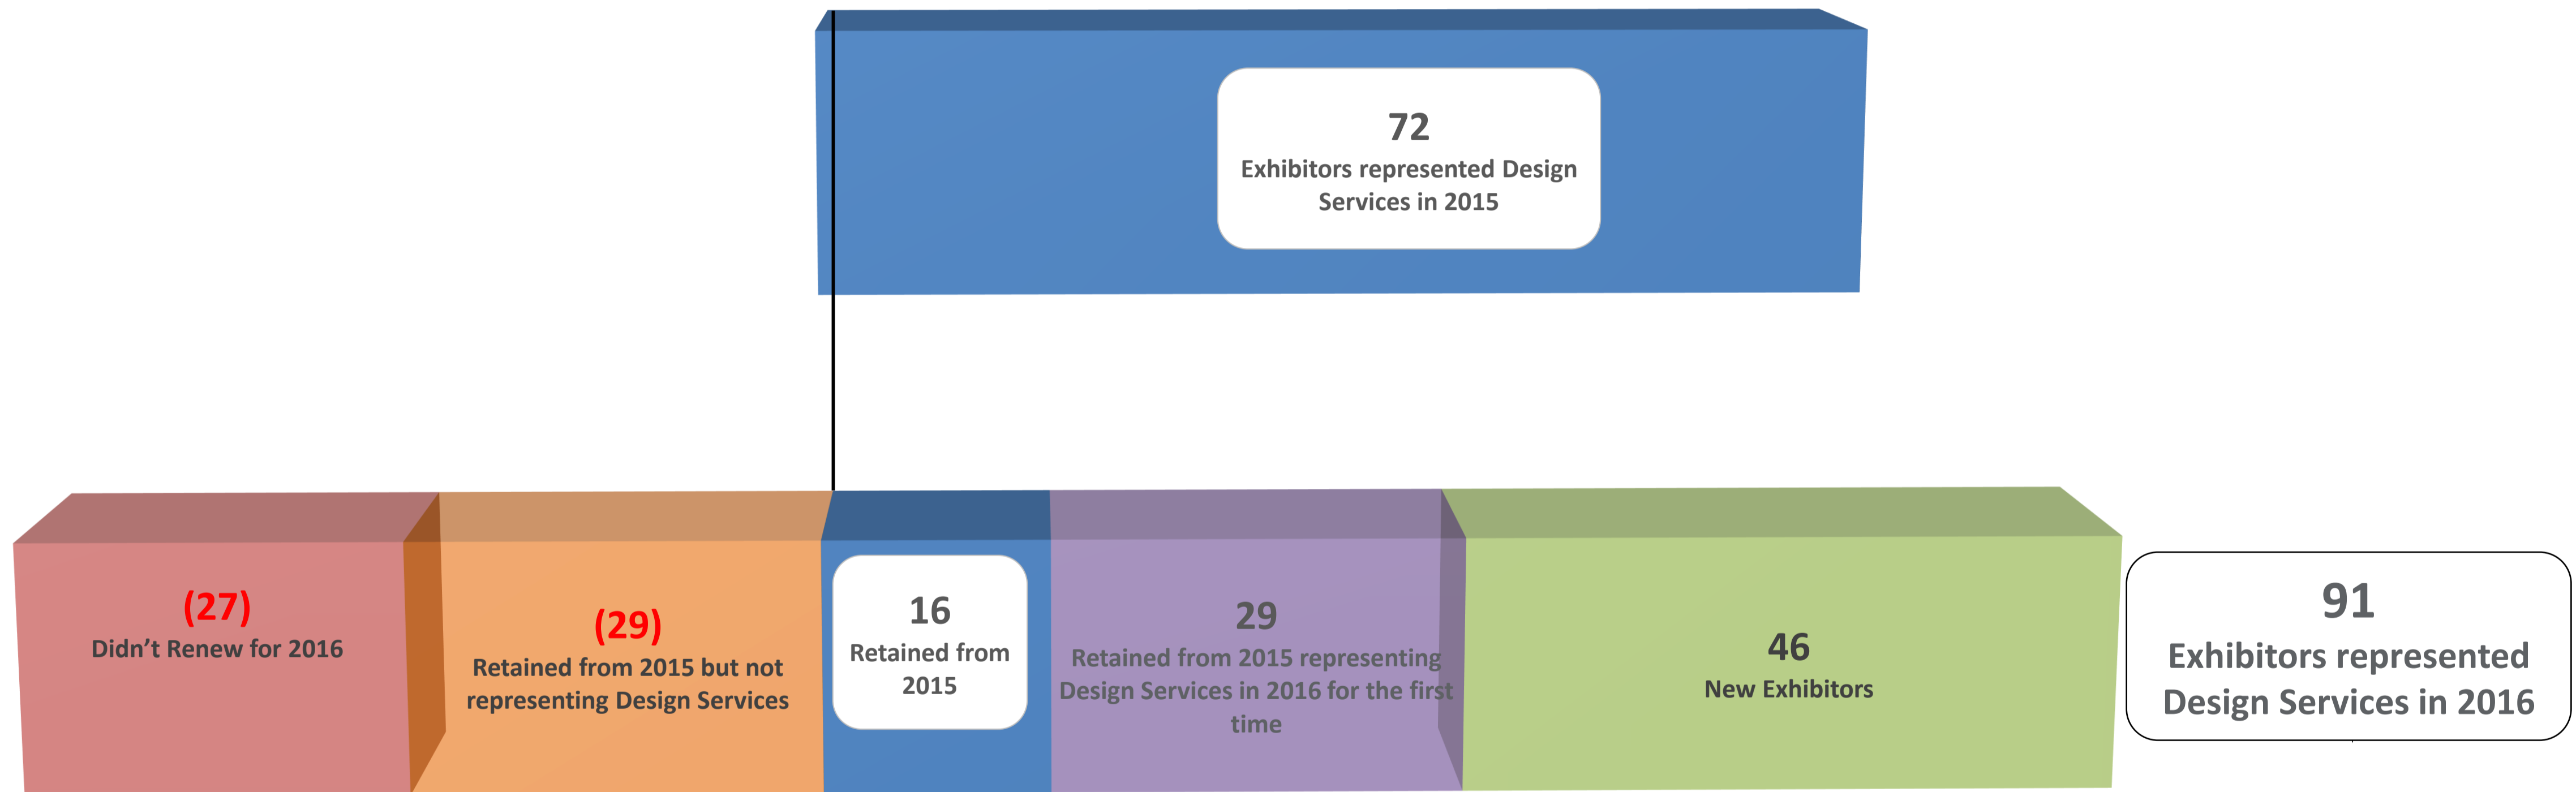 72
Exhibitors represented Design
Services in 2015
(27)
Didn’t Renew for 2016
(29)
Retained from 2015 but not
representing Design Services
16
Retained from
2015
29
Retained from 2015 representing
Design Services in 2016 for the first
time
46
New Exhibitors
91
Exhibitors represented
Design Services in 2016